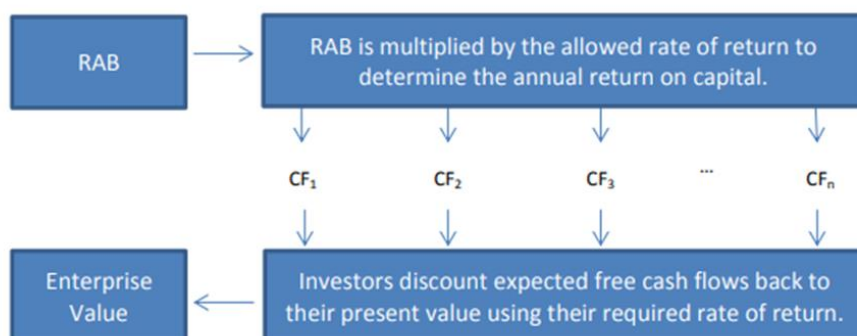 RAB
RAB is multiplied by the allowed rate of return to
determine the annual return on capital.
CF₁
CF₂
CF₃
...
CFₙ
Enterprise
Value
Investors discount expected free cash flows back to
their present value using their required rate of return.